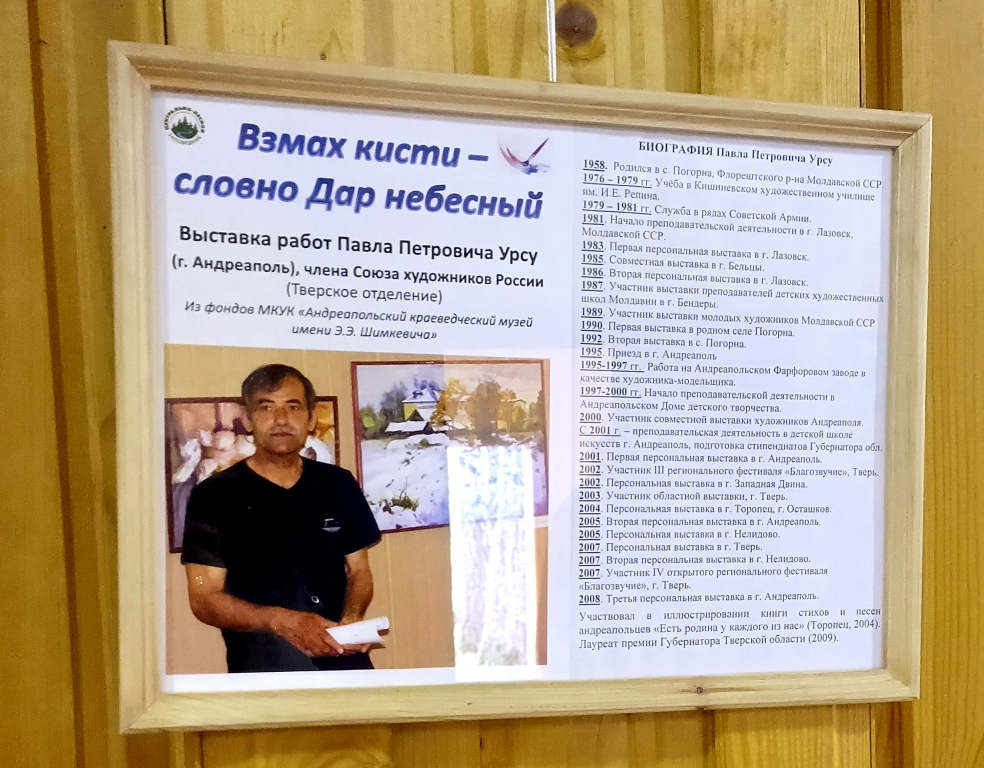 ЦЕНТРАЛЬНО-ЛЕСНОЙ
Взмах кисти –
словно Дар небесный
Выставка работ Павла Петровича Урсу
(г. Андреаполь), члена Союза художников России
(Тверское отделение)
Из фондов МКУК «Андреапольский краеведческий музей
имени Э.Э. Шимкевича»
БИОГРАФИЯ Павла Петровича Урсу
1958. Родился в с. Погорна, Флорештского р-на Молдавской ССР.
1976 – 1979 гг. Учёба в Кишиневском художественном училище
им. И.Е. Репина.
1979 – 1981 гг. Служба в рядах Советской Армии.
1981. Начало преподавательской деятельности в г. Лазовск,
Молдавской ССР.
1983. Первая персональная выставка в г. Лазовск.
1985. Совместная выставка в г. Бельцы.
1986. Вторая персональная выставка в г. Лазовск.
1987. Участник выставки преподавателей детских художественных
школ Молдавии в г. Бендеры.
1989. Участник выставки молодых художников Молдавской ССР
1990. Первая выставка в родном селе Погорна.
1992. Вторая выставка в с. Погорна.
1995. Приезд в г. Андреаполь
1995-1997 гг. Работа на Андреапольском Фарфоровом заводе в
качестве художника-модельщика.
1997-2000 гг. Начало преподавательской деятельности в
Андреапольском Доме детского творчества.
2000. Участник совместной выставки художников Андреаполя.
С 2001 г. – преподавательская деятельность в детской школе
искусств г. Андреаполь, подготовка стипендиатов Губернатора обл.
2001. Первая персональная выставка в г. Андреаполь.
2002. Участник III регионального фестиваля «Благозвучие», Тверь.
2002. Персональная выставка в г. Западная Двина.
2003. Участник областной выставки, г. Тверь.
2004. Персональная выставка в г. Торопец, г. Осташков.
2005. Вторая персональная выставка в г. Андреаполь.
2005. Персональная выставка в г. Нелидово.
2007. Персональная выставка в г. Тверь.
2007. Вторая персональная выставка в г. Нелидово.
2007. Участник IV открытого регионального фестиваля
«Благозвучие», г. Тверь.
2008. Третья персональная выставка в г. Андреаполь.
Участвовал в иллюстрировании книги стихов и песен
андреапольцев «Есть родина у каждого из нас» (Торопец, 2004).
Лауреат премии Губернатора Тверской области (2009).